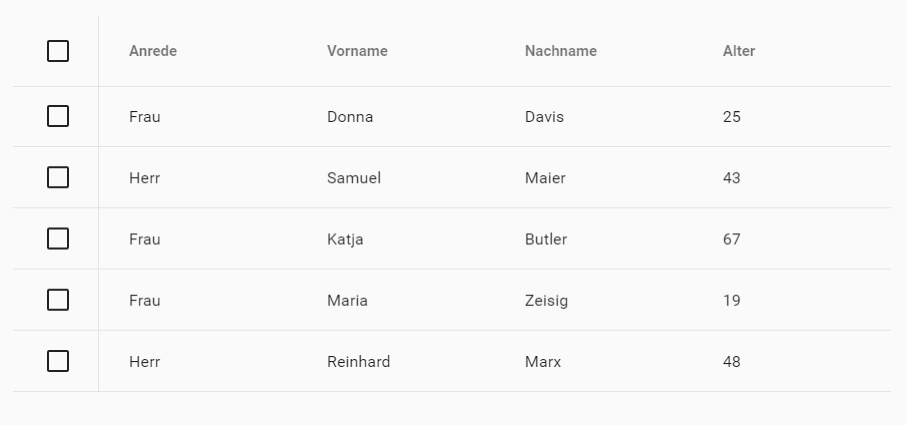 Anrede Vorname Nachname Alter
Frau Donna Davis 25
Herr Samuel Maier 43
Frau Katja Butler 67
Frau Maria Zeisig 19
Herr Reinhard Marx 48